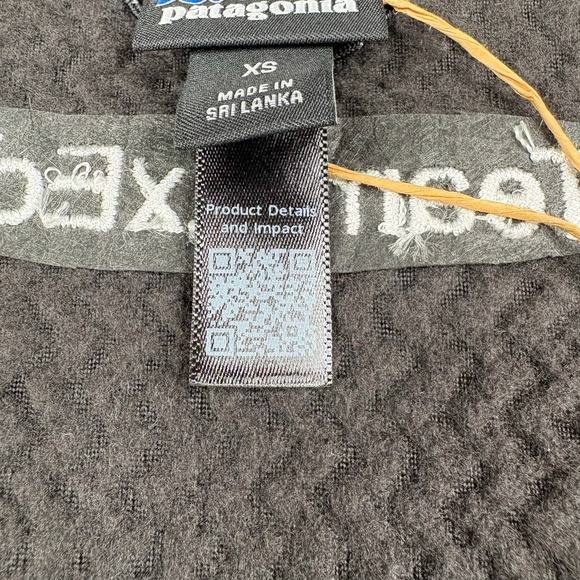 patagonia
XS
MADE IN
SRI LANKA
Product Details
and Impact